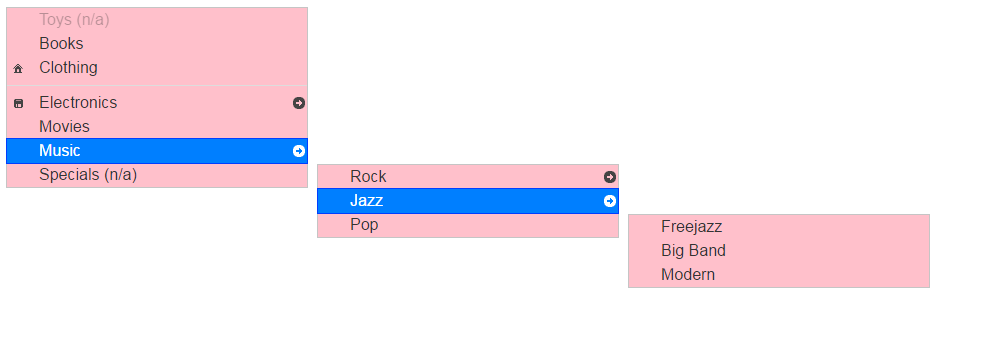 Toys (n/a)
Books
Clothing
Electronics
Movies
Music
Specials (n/a)
Rock
Jazz
Pop
Freejazz
Big Band
Modern